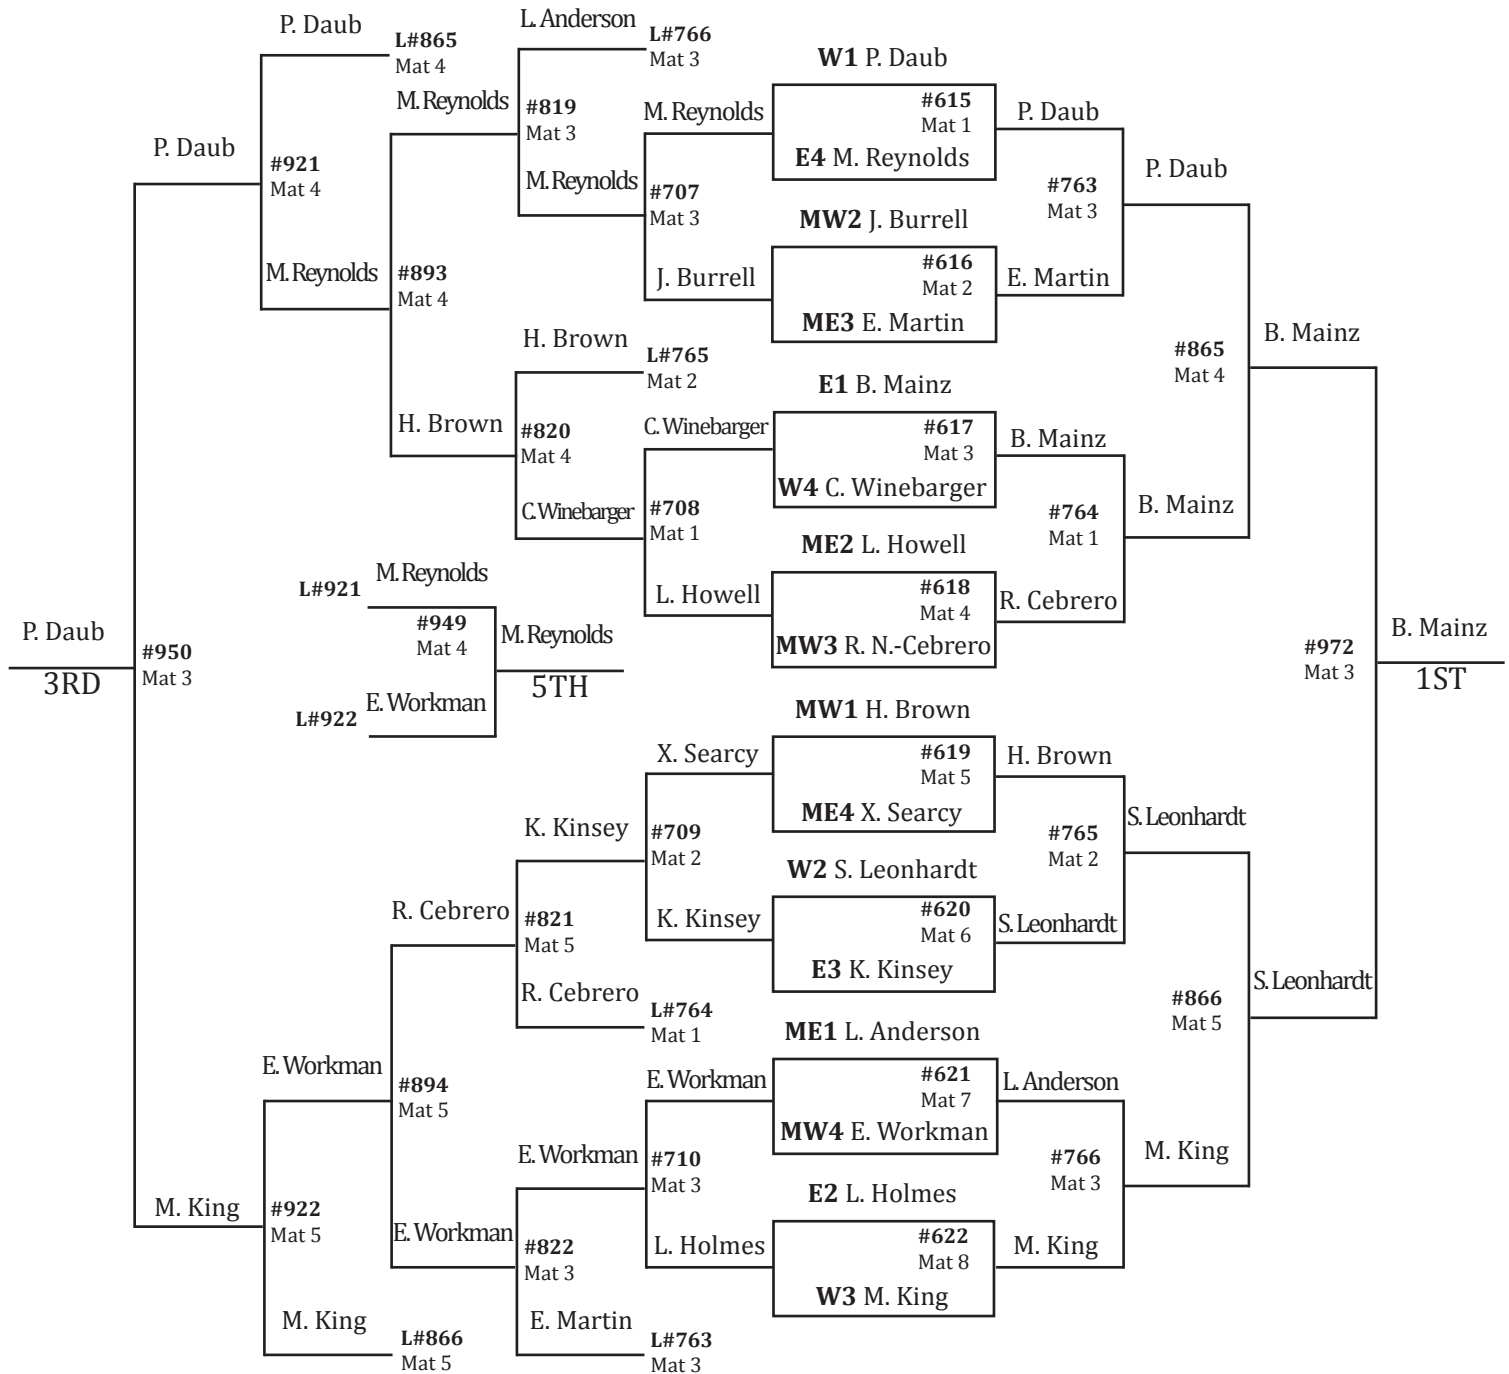 P. Daub
L#865
Mat 4
L. Anderson
L#766
Mat 3
W1 P. Daub
M. Reynolds
#819
Mat 3
M. Reynolds
#615
Mat 1
P. Daub
P. Daub
#921
Mat 4
M. Reynolds
#707
Mat 3
E4 M. Reynolds
#763
Mat 3
P. Daub
MW2 J. Burrell
M. Reynolds
#893
Mat 4
J. Burrell
#616
Mat 2
E. Martin
ME3 E. Martin
H. Brown
L#765
Mat 2
#865
Mat 4
B. Mainz
E1 B. Mainz
H. Brown
#820
Mat 4
C. Winebarger
#617
Mat 3
B. Mainz
W4 C. Winebarger
C. Winebarger
#708
Mat 1
#764
Mat 1
B. Mainz
ME2 L. Howell
L#921
M. Reynolds
L. Howell
#618
Mat 4
R. Cebrero
P. Daub
#949
Mat 4
M. Reynolds
MW3 R. N.-Cebrero
#972
Mat 3
B. Mainz
3RD
#950
Mat 3
5TH
1ST
L#922
E. Workman
MW1 H. Brown
X. Searcy
#619
Mat 5
H. Brown
K. Kinsey
#709
Mat 2
ME4 X. Searcy
#765
Mat 2
S. Leonhardt
W2 S. Leonhardt
R. Cebrero
#821
Mat 5
K. Kinsey
#620
Mat 6
S. Leonhardt
E3 K. Kinsey
S. Leonhardt
R. Cebrero
L#764
Mat 1
#866
Mat 5
ME1 L. Anderson
E. Workman
#894
Mat 5
E. Workman
#621
Mat 7
L. Anderson
MW4 E. Workman
E. Workman
#710
Mat 3
#766
Mat 3
M. King
E2 L. Holmes
M. King
#922
Mat 5
E. Workman
#822
Mat 3
L. Holmes
#622
Mat 8
M. King
W3 M. King
M. King
L#866
Mat 5
E. Martin
L#763
Mat 3